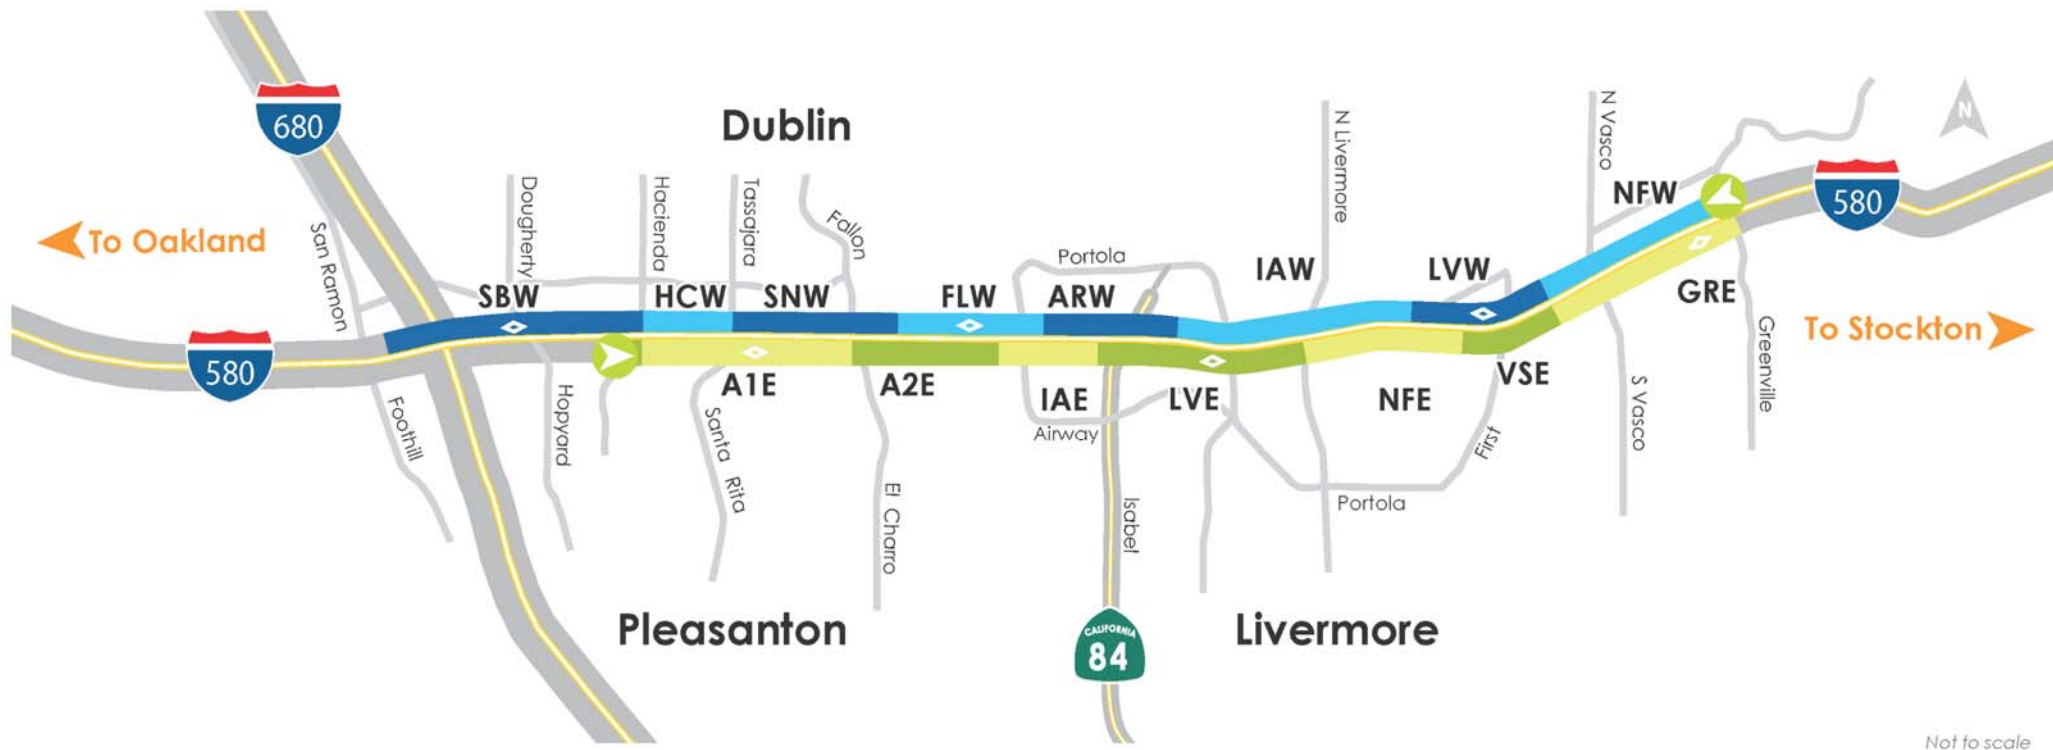 680
Dublin
N
N Vasco
N Livermore
NFW
580
To Oakland
San Ramon
Dougherty
Hacienda
Tassajara
Fallon
Portola
IAW
LVW
SBW
HCW
SNW
FLW
ARW
GRE
To Stockton
580
A1E
A2E
IAE
LVE
NFE
VSE
Foothill
Hopyard
Santa Rita
Airway
First
S Vasco
Greenville
El Charro
Isabel
Portola
Pleasanton
CALIFORNIA
84
Livermore
Not to scale